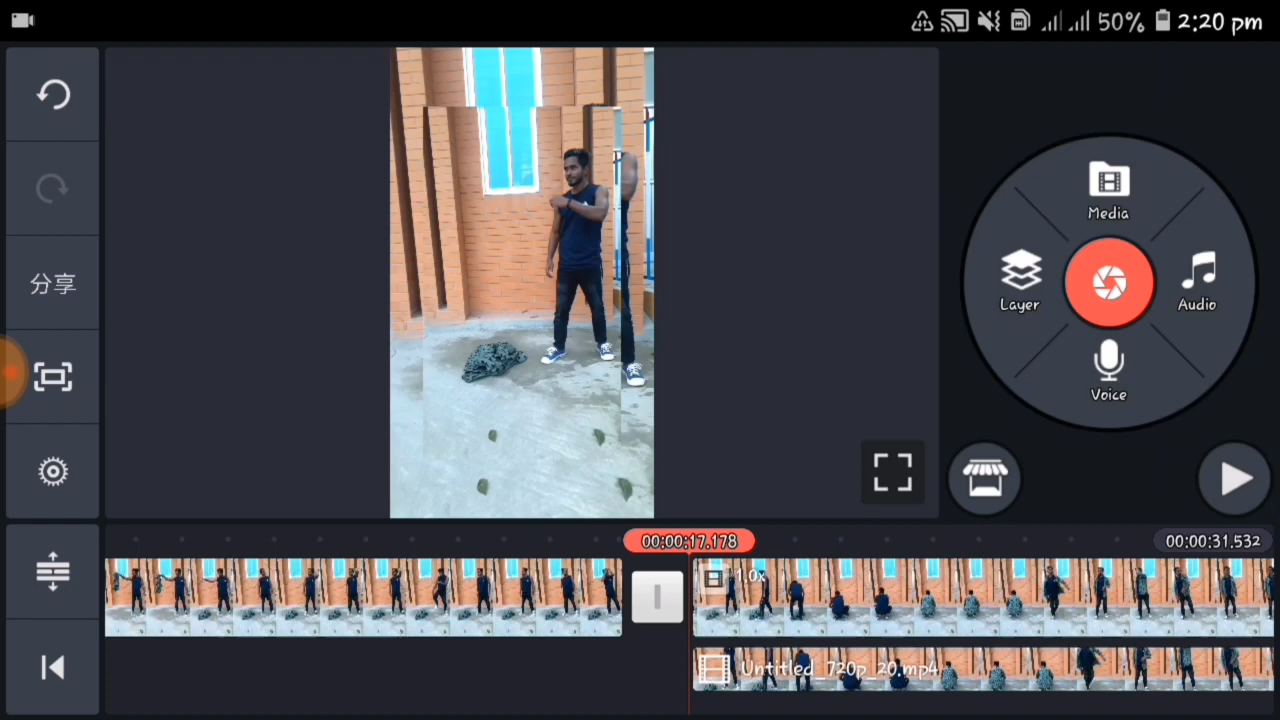 50% 2:20 pm
Media
分享
Layer
Audio
Voice
00:00:17.178
00:00:31.532
1.0x
Untitled_720p_20.mp4